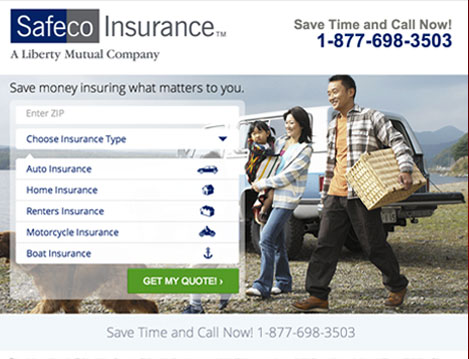 Safeco Insurance™
A Liberty Mutual Company
Save Time and Call Now!
1-877-698-3503
Save money insuring what matters to you.
Enter ZIP
Choose Insurance Type
Auto Insurance
Home Insurance
Renters Insurance
Motorcycle Insurance
Boat Insurance
GET MY QUOTE! ›
Save Time and Call Now! 1-877-698-3503